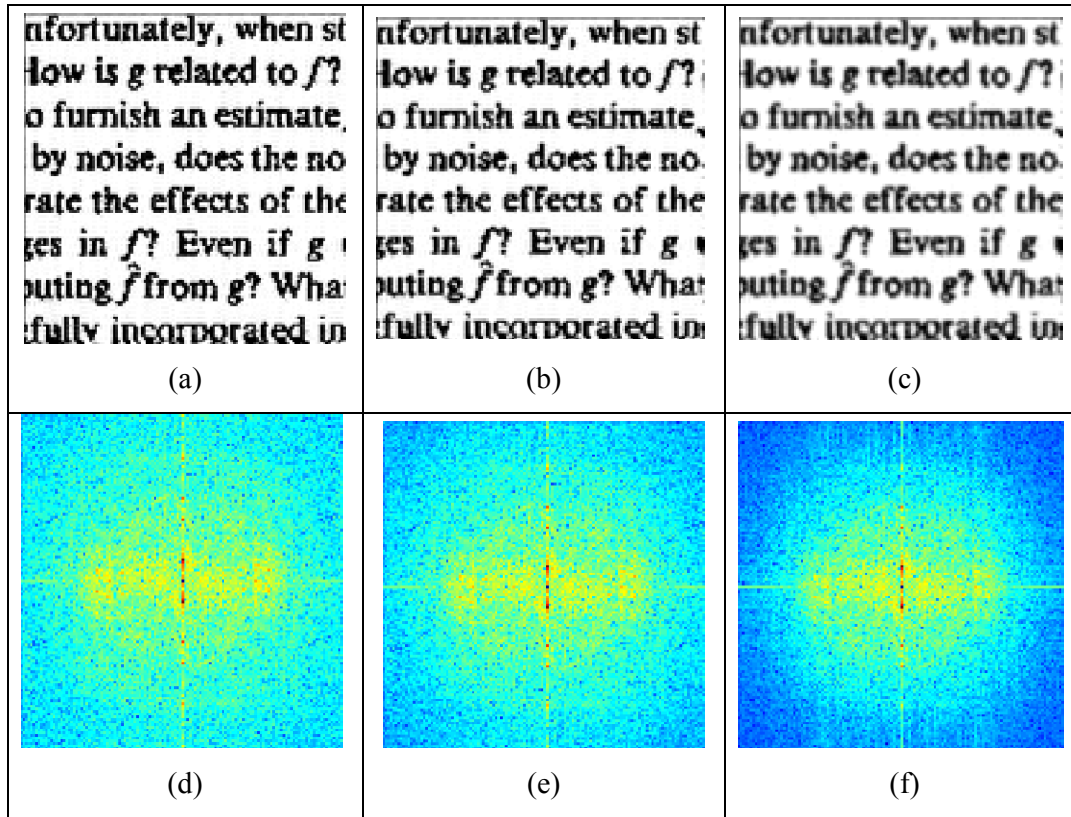 nfortunately, when st
How is g related to f?
o furnish an estimate,
by noise, does the no
rate the effects of the
ges in f? Even if g
puting f̂ from g? What
efully incorporated in
(a)
nfortunately, when st
How is g related to f?
o furnish an estimate,
by noise, does the no
rate the effects of the
ges in f? Even if g
puting f̂ from g? What
efully incorporated in
(b)
nfortunately, when st
How is g related to f?
o furnish an estimate,
by noise, does the no
rate the effects of the
ges in f? Even if g
puting f̂ from g? What
efully incorporated in
(c)
(d)
(e)
(f)